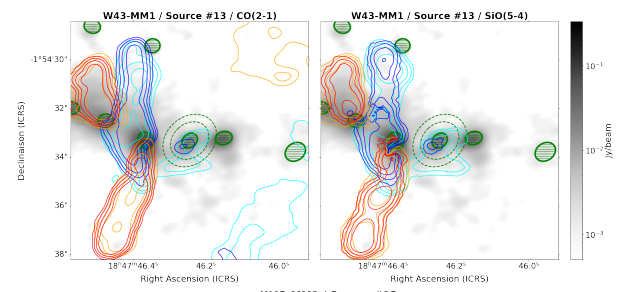 W43-MM1 / Source #13 / CO(2-1)
W43-MM1 / Source #13 / SiO(5-4)
-1°54'30"
32"
34"
36"
38"
Declinaison (ICRS)
18ʰ47ᵐ46.4ˢ
46.2ˢ
46.0ˢ
18ʰ47ᵐ46.4ˢ
46.2ˢ
46.0ˢ
Right Ascension (ICRS)
Right Ascension (ICRS)
10⁻¹
10⁻²
10⁻³
Jy/beam